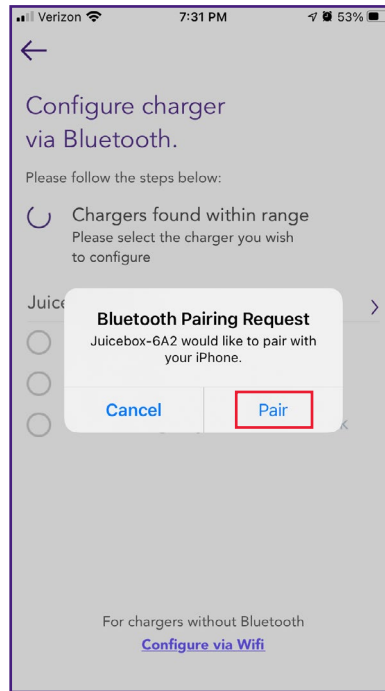 Verizon 7:31 PM 53%
Configure charger
via Bluetooth.
Please follow the steps below:
Chargers found within range
Please select the charger you wish
to configure
Juice
Bluetooth Pairing Request
Juicebox-6A2 would like to pair with
your iPhone.
Cancel Pair
For chargers without Bluetooth
Configure via Wifi